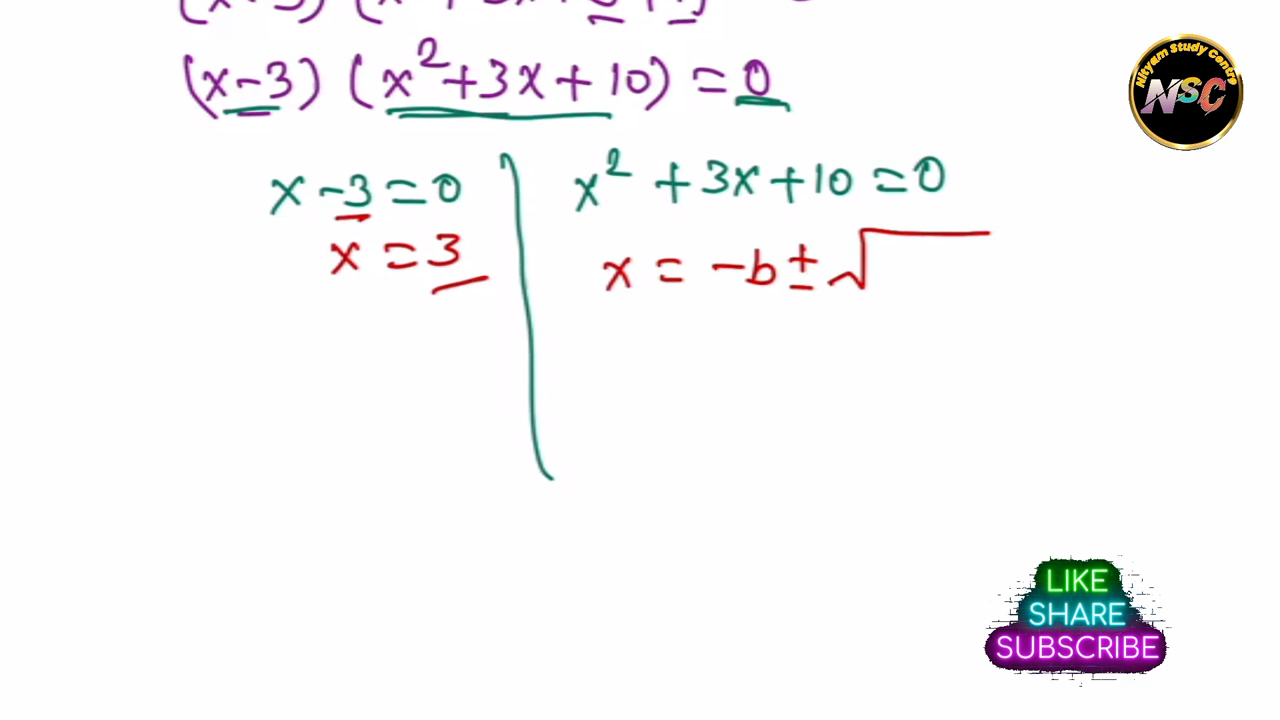 (x-3) (x²+3x+10) = 0
x-3=0
x²+3x+10=0
x=3
x = -b±√
Nityam Study Centre
NSC
LIKE
SHARE
SUBSCRIBE